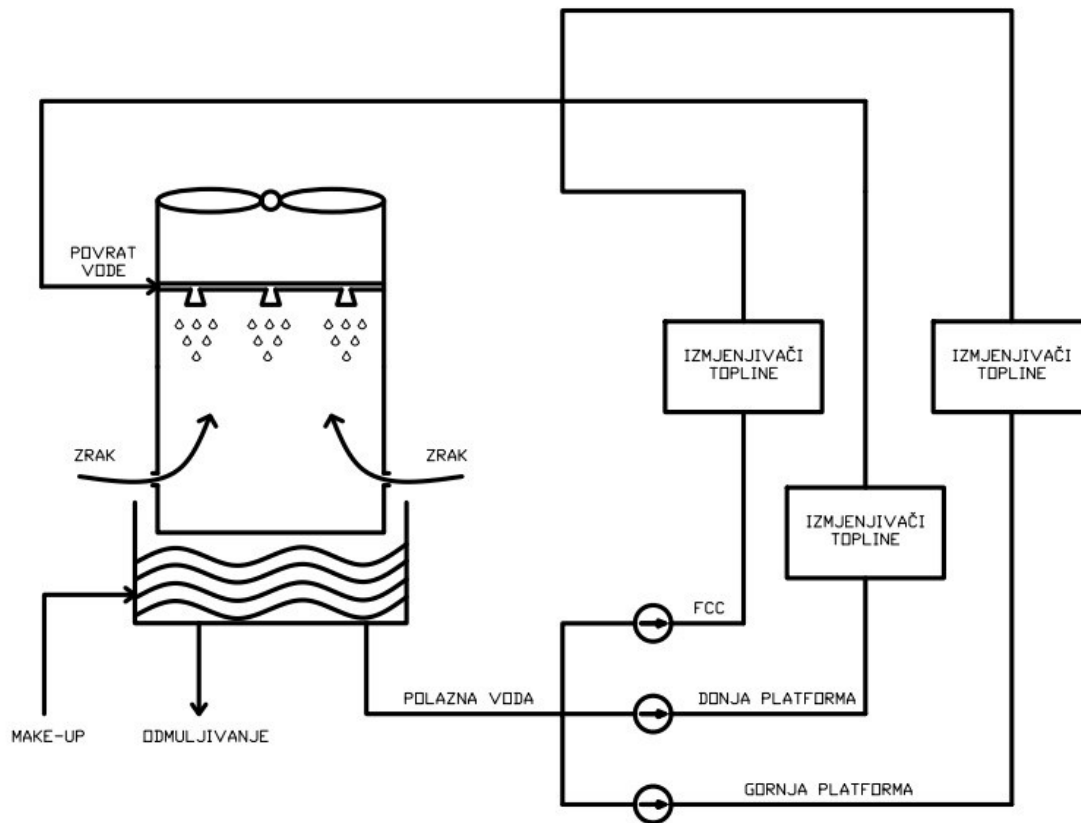 POVRAT
VODE
IZMJENJIVAČI
TOPLINE
IZMJENJIVAČI
TOPLINE
ZRAK
ZRAK
IZMJENJIVAČI
TOPLINE
FCC
POLAZNA VODA
DONJA PLATFORMA
MAKE-UP
ODMULJIVANJE
GORNJA PLATFORMA